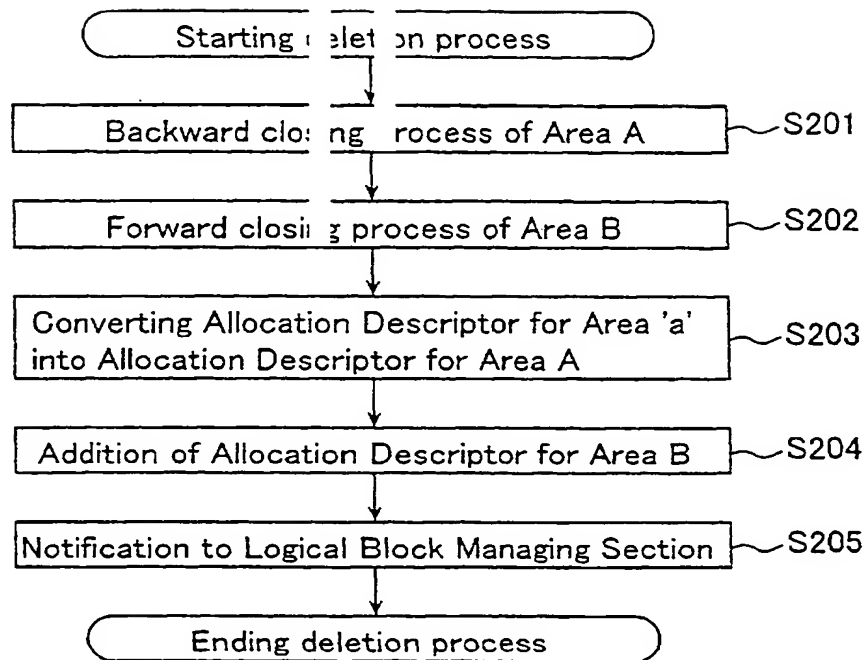 Starting deletion process
Backward closing process of Area A
S201
Forward closing process of Area B
S202
Converting Allocation Descriptor for Area 'a'
into Allocation Descriptor for Area A
S203
Addition of Allocation Descriptor for Area B
S204
Notification to Logical Block Managing Section
S205
Ending deletion process